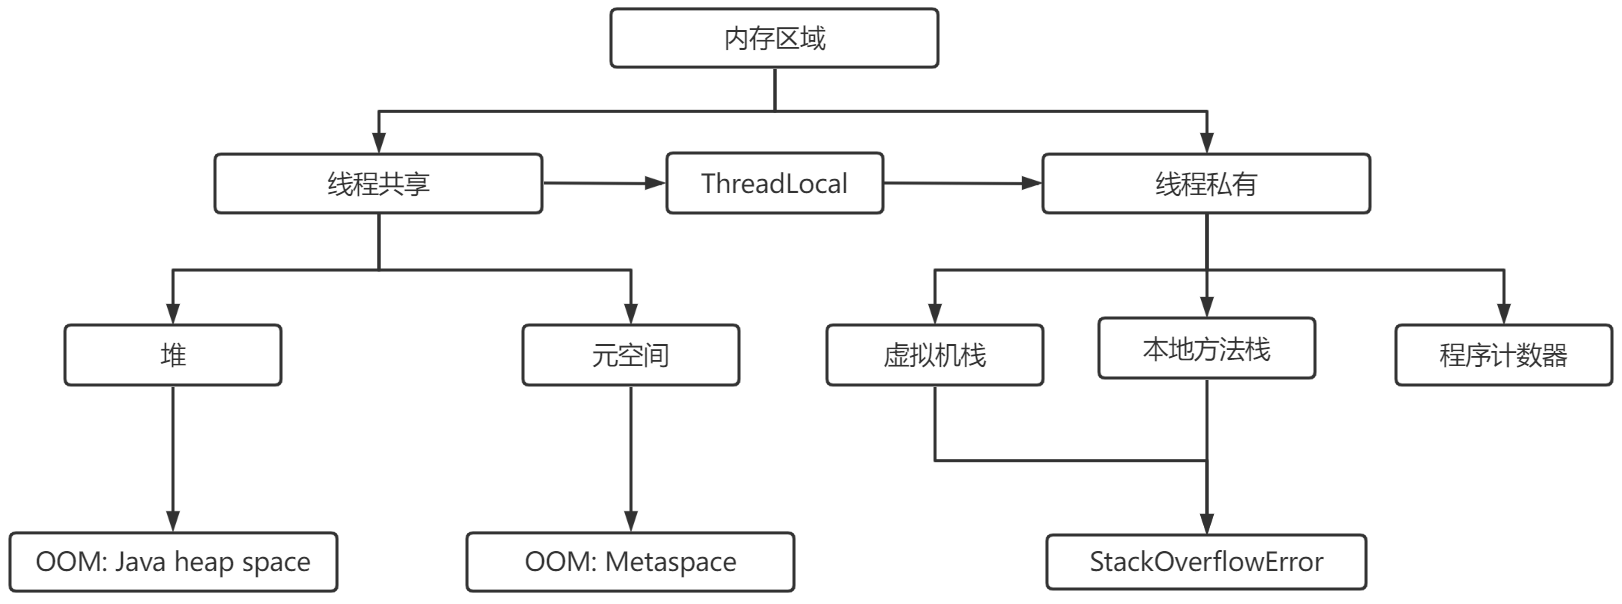 内存区域
线程共享
ThreadLocal
线程私有
堆
元空间
虚拟机栈
本地方法栈
程序计数器
OOM: Java heap space
OOM: Metaspace
StackOverflowError